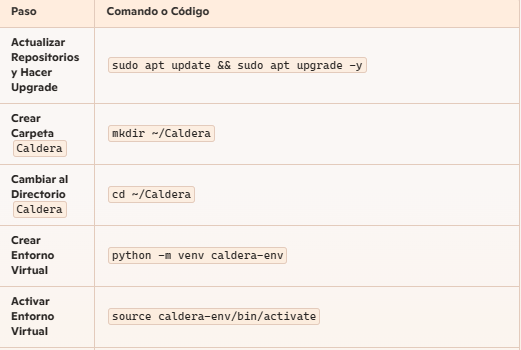 Paso Comando o Código
Actualizar
Repositorios
y Hacer
Upgrade
sudo apt update && sudo apt upgrade -y
Crear
Carpeta
Caldera
mkdir ~/Caldera
Cambiar al
Directorio
Caldera
cd ~/Caldera
Crear
Entorno
Virtual
python -m venv caldera-env
Activar
Entorno
Virtual
source caldera-env/bin/activate